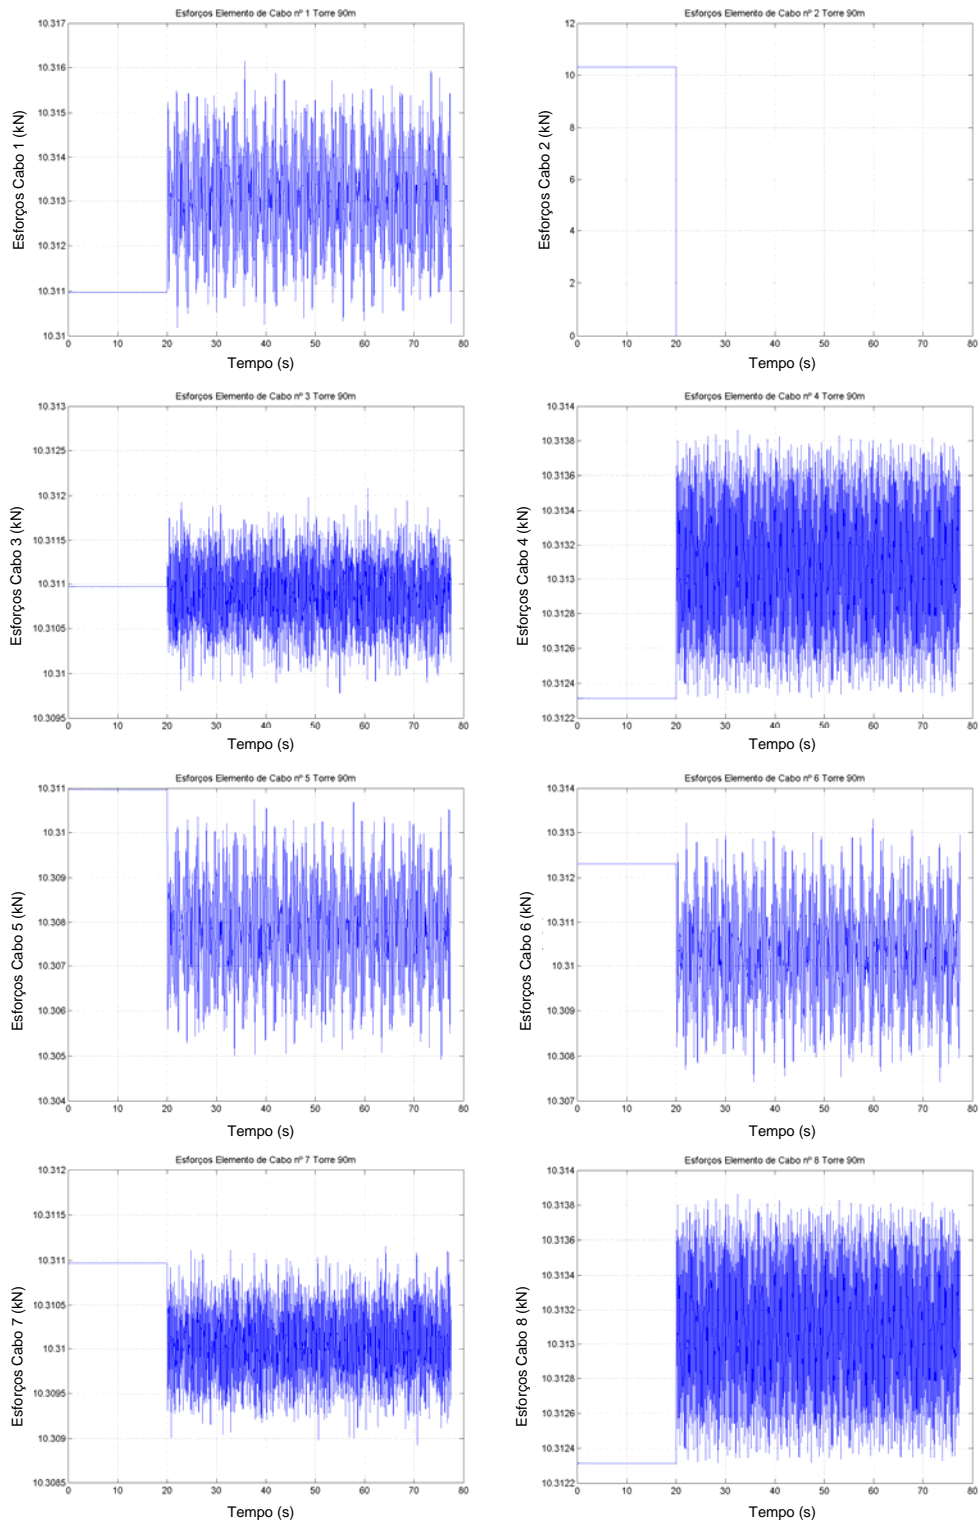 Esforços Elemento de Cabo nº 1 Torre 90m
Esforços Cabo 1 (kN)
10.317
10.316
10.315
10.314
10.313
10.312
10.311
10.31
0 10 20 30 40 50 60 70 80
Tempo (s)
Esforços Elemento de Cabo nº 2 Torre 90m
Esforços Cabo 2 (kN)
12
10
8
6
4
2
0
0 10 20 30 40 50 60 70 80
Tempo (s)
Esforços Elemento de Cabo nº 3 Torre 90m
Esforços Cabo 3 (kN)
10.313
10.3125
10.312
10.3115
10.311
10.3105
10.31
10.3095
0 10 20 30 40 50 60 70 80
Tempo (s)
Esforços Elemento de Cabo nº 4 Torre 90m
Esforços Cabo 4 (kN)
10.314
10.3138
10.3136
10.3134
10.3132
10.313
10.3128
10.3126
10.3124
10.3122
0 10 20 30 40 50 60 70 80
Tempo (s)
Esforços Elemento de Cabo nº 5 Torre 90m
Esforços Cabo 5 (kN)
10.311
10.31
10.309
10.308
10.307
10.306
10.305
10.304
0 10 20 30 40 50 60 70 80
Tempo (s)
Esforços Elemento de Cabo nº 6 Torre 90m
Esforços Cabo 6 (kN)
10.314
10.313
10.312
10.311
10.31
10.309
10.308
10.307
0 10 20 30 40 50 60 70 80
Tempo (s)
Esforços Elemento de Cabo nº 7 Torre 90m
Esforços Cabo 7 (kN)
10.312
10.3115
10.311
10.3105
10.31
10.3095
10.309
10.3085
0 10 20 30 40 50 60 70 80
Tempo (s)
Esforços Elemento de Cabo nº 8 Torre 90m
Esforços Cabo 8 (kN)
10.314
10.3138
10.3136
10.3134
10.3132
10.313
10.3128
10.3126
10.3124
10.3122
0 10 20 30 40 50 60 70 80
Tempo (s)